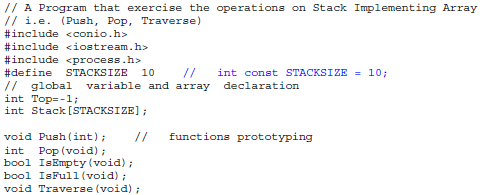 // A Program that exercise the operations on Stack Implementing Array
// i.e. (Push, Pop, Traverse)
#include <conio.h>
#include <iostream.h>
#include <process.h>
#define  STACKSIZE  10    //   int const STACKSIZE = 10;
//  global  variable and array  declaration
int Top=-1;
int Stack[STACKSIZE];
void Push(int);    //   functions prototyping
int  Pop(void);
bool IsEmpty(void);
bool IsFull(void);
void Traverse(void);